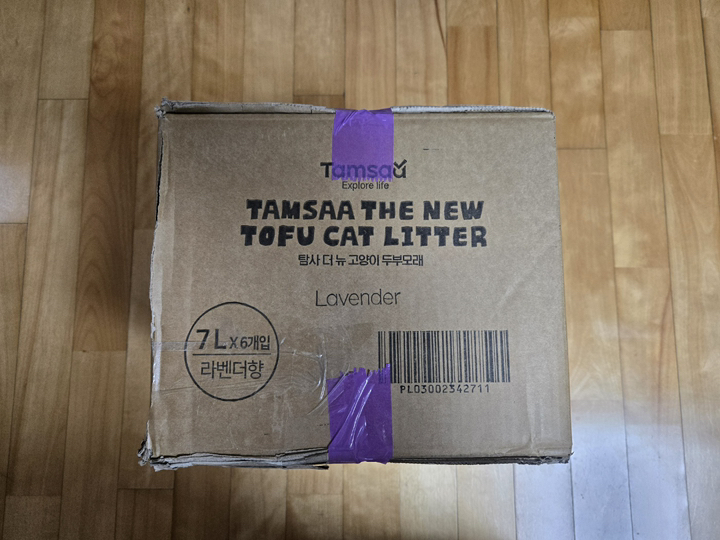 Tamsaa
Explore life
TAMSAA THE NEW
TOFU CAT LITTER
탐사 더 뉴 고양이 두부모래
Lavender
7L X 6개입
라벤더향
PL03002342711